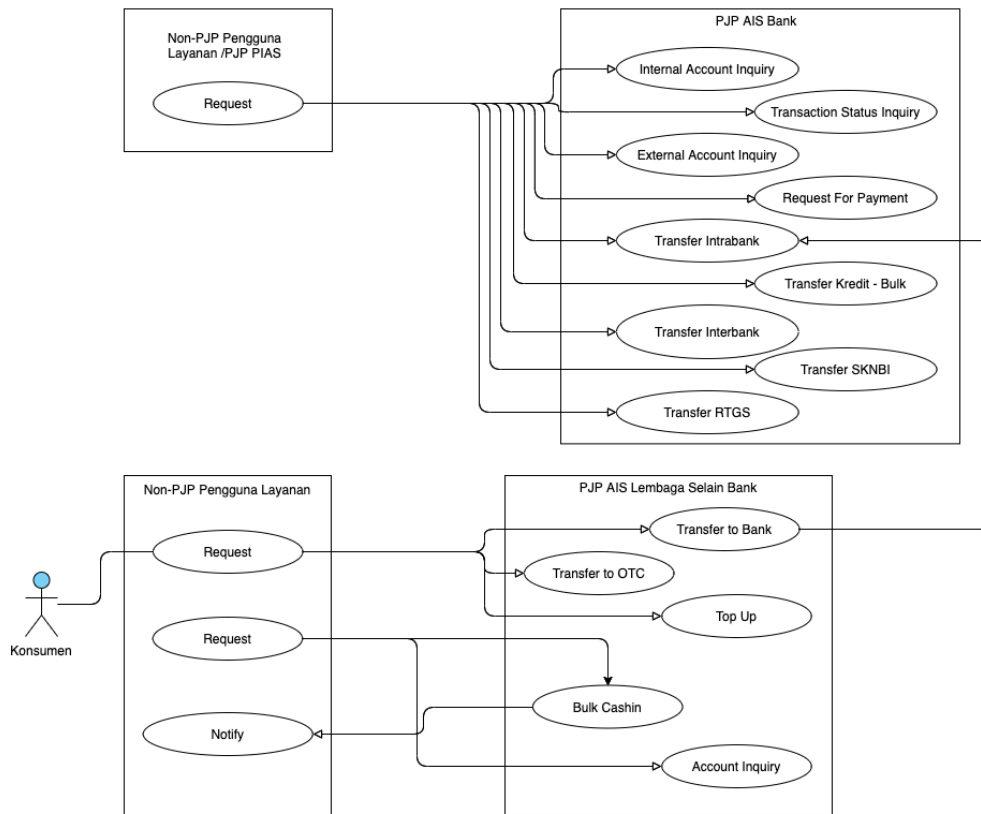 Non-PJP Pengguna
Layanan /PJP PIAS
Request
PJP AIS Bank
Internal Account Inquiry
Transaction Status Inquiry
External Account Inquiry
Request For Payment
Transfer Intrabank
Transfer Kredit - Bulk
Transfer Interbank
Transfer SKNBI
Transfer RTGS
Konsumen
Non-PJP Pengguna Layanan
Request
Request
Notify
PJP AIS Lembaga Selain Bank
Transfer to Bank
Transfer to OTC
Top Up
Bulk Cashin
Account Inquiry